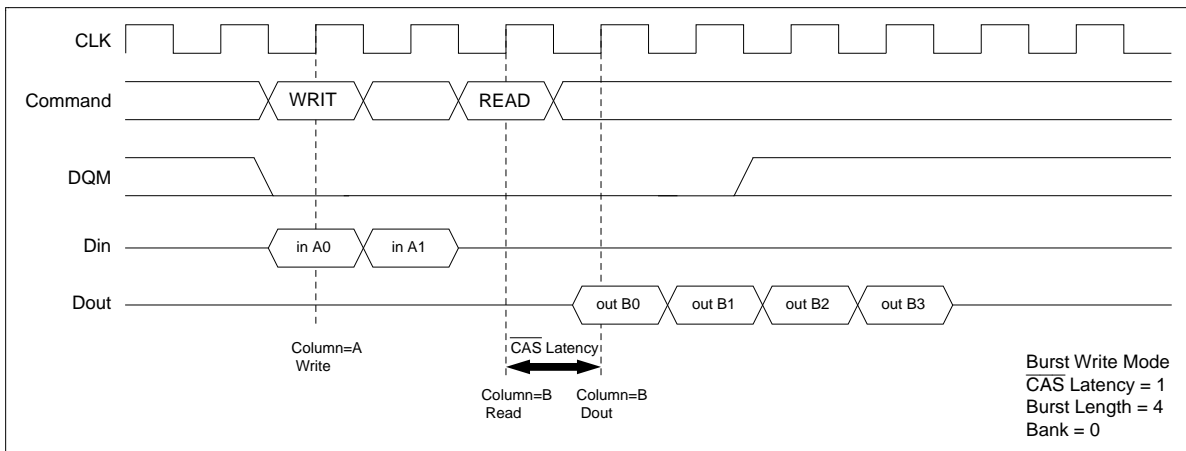 CLK
Command
WRIT
READ
DQM
Din
in A0
in A1
Dout
out B0
out B1
out B2
out B3
Column=A
Write
CAS Latency
Column=B
Read
Column=B
Dout
Burst Write Mode
CAS Latency = 1
Burst Length = 4
Bank = 0